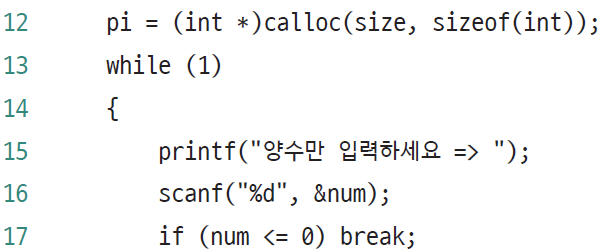 12 pi = (int *)calloc(size, sizeof(int));
13 while (1)
14 {
15 printf("양수만 입력하세요 => ");
16 scanf("%d", &num);
17 if (num <= 0) break;